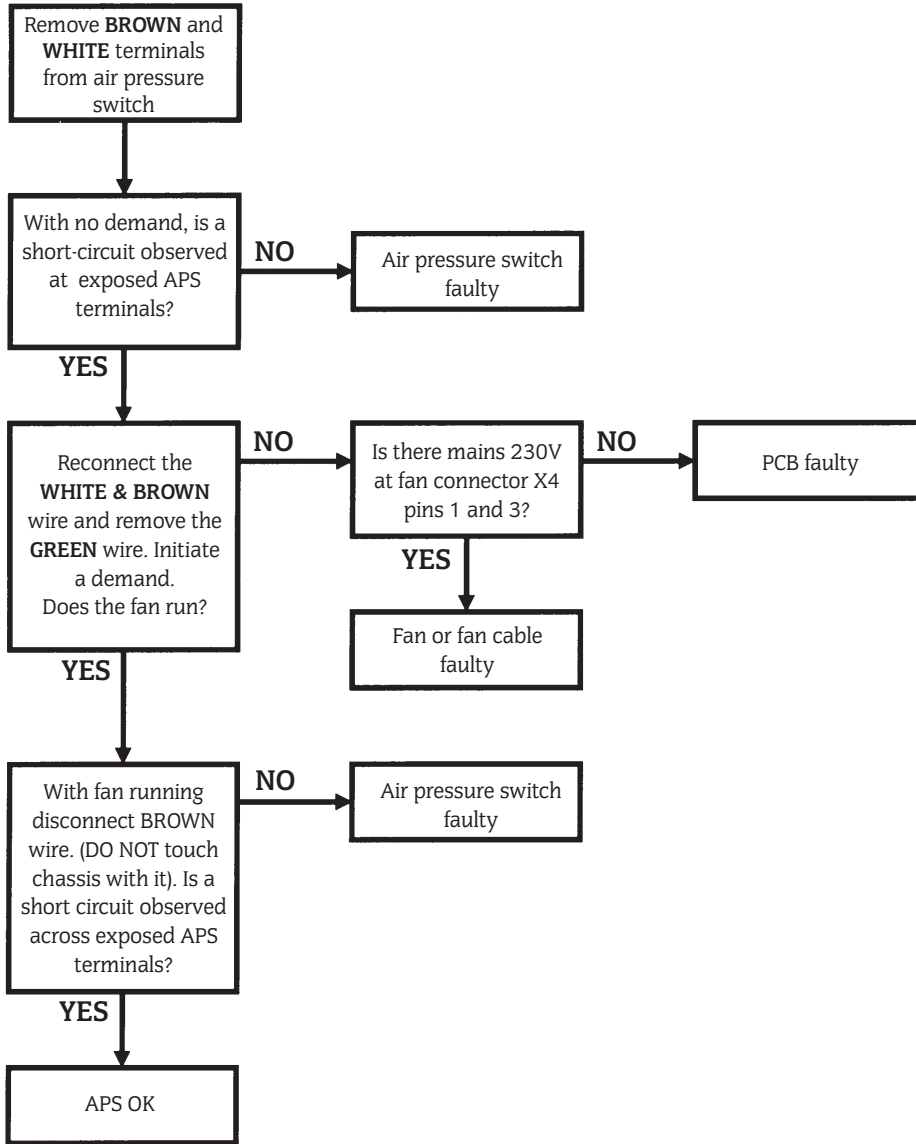 Remove BROWN and
WHITE terminals
from air pressure
switch
With no demand, is a
short-circuit observed
at exposed APS
terminals?
NO
Air pressure switch
faulty
YES
Reconnect the
WHITE & BROWN
wire and remove the
GREEN wire. Initiate
a demand.
Does the fan run?
NO
Is there mains 230V
at fan connector X4
pins 1 and 3?
NO
PCB faulty
YES
Fan or fan cable
faulty
YES
With fan running
disconnect BROWN
wire. (DO NOT touch
chassis with it). Is a
short circuit observed
across exposed APS
terminals?
NO
Air pressure switch
faulty
YES
APS OK